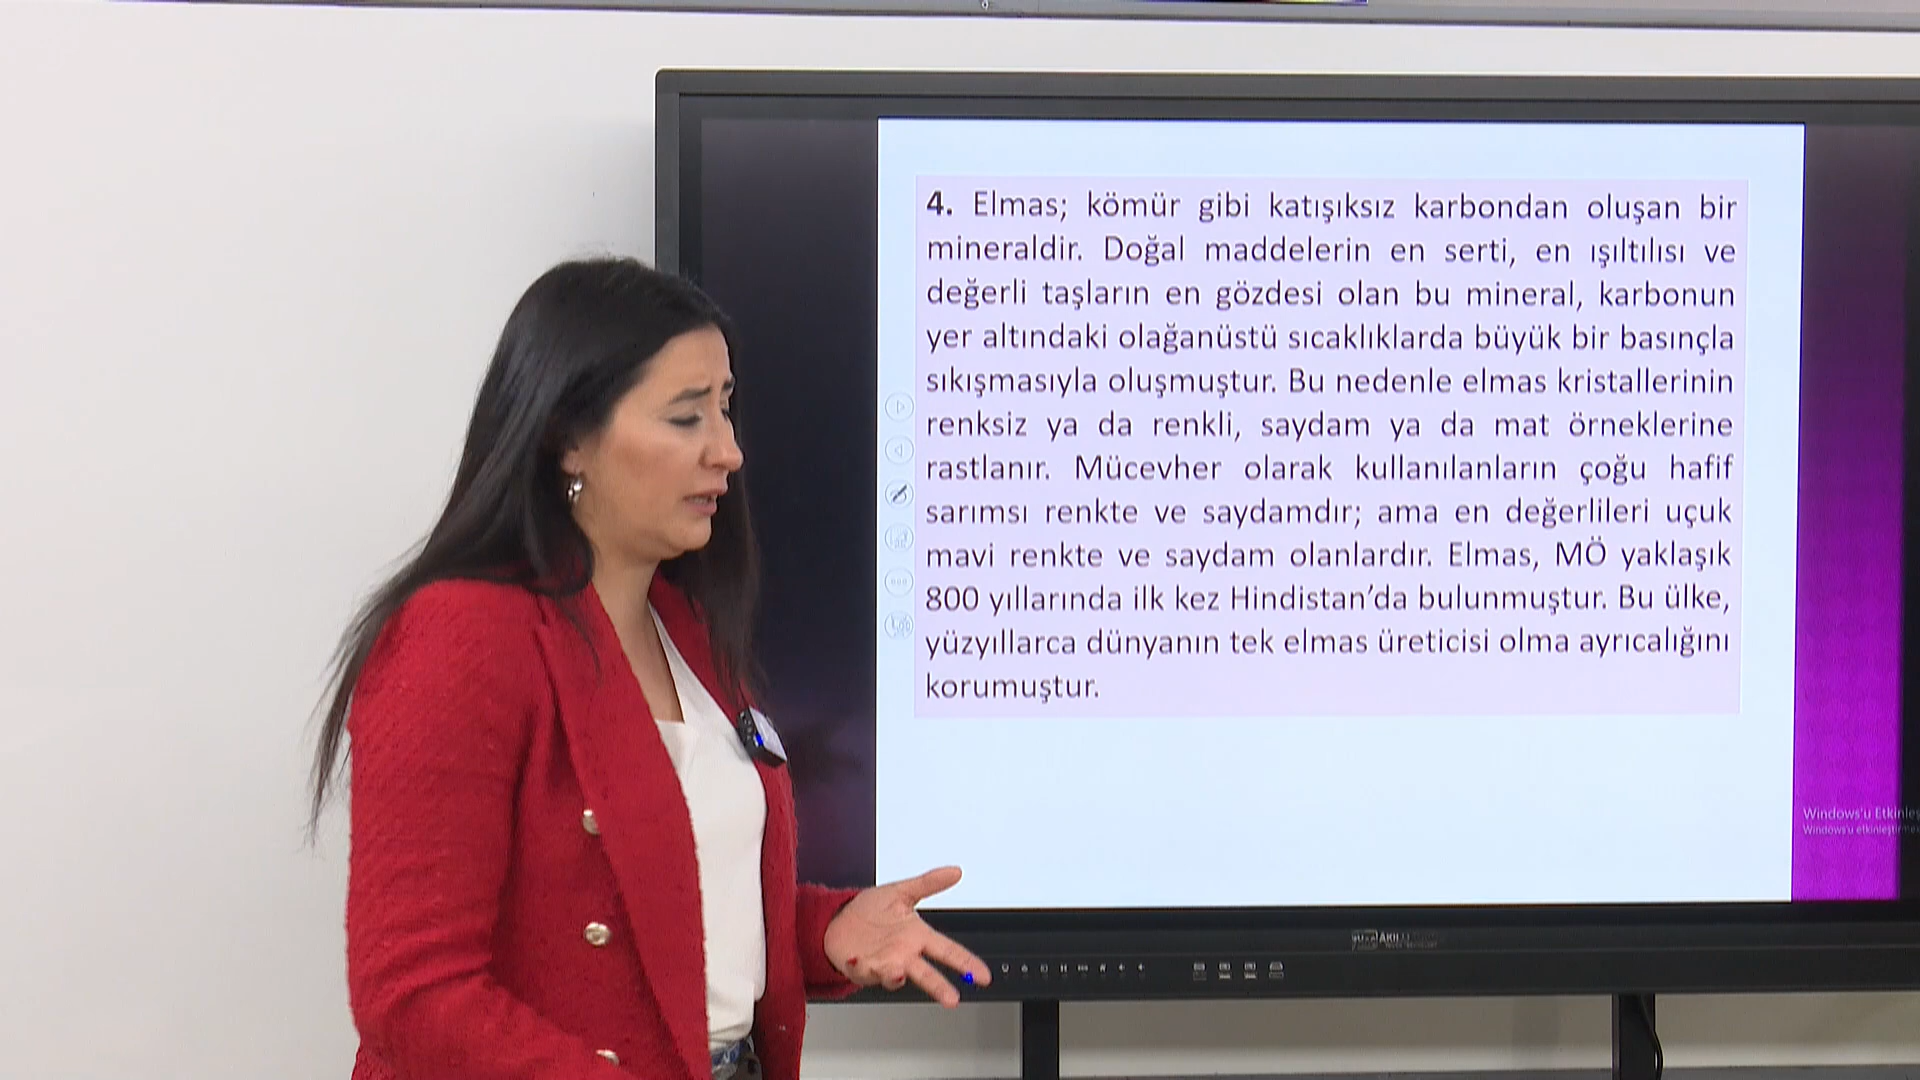 4. Elmas; kömür gibi katışıksız karbondan oluşan bir
mineraldir. Doğal maddelerin en serti, en ışıltılısı ve
değerli taşların en gözdesi olan bu mineral, karbonun
yer altındaki olağanüstü sıcaklıklarda büyük bir basınçla
sıkışmasıyla oluşmuştur. Bu nedenle elmas kristallerinin
renksiz ya da renkli, saydam ya da mat örneklerine
rastlanır. Mücevher olarak kullanılanların çoğu hafif
sarımsı renkte ve saydamdır; ama en değerlileri uçuk
mavi renkte ve saydam olanlardır. Elmas, MÖ yaklaşık
800 yıllarında ilk kez Hindistan’da bulunmuştur. Bu ülke,
yüzyıllarca dünyanın tek elmas üreticisi olma ayrıcalığını
korumuştur.
Windows'u Etkinleş
Windows'u etkinleştirme